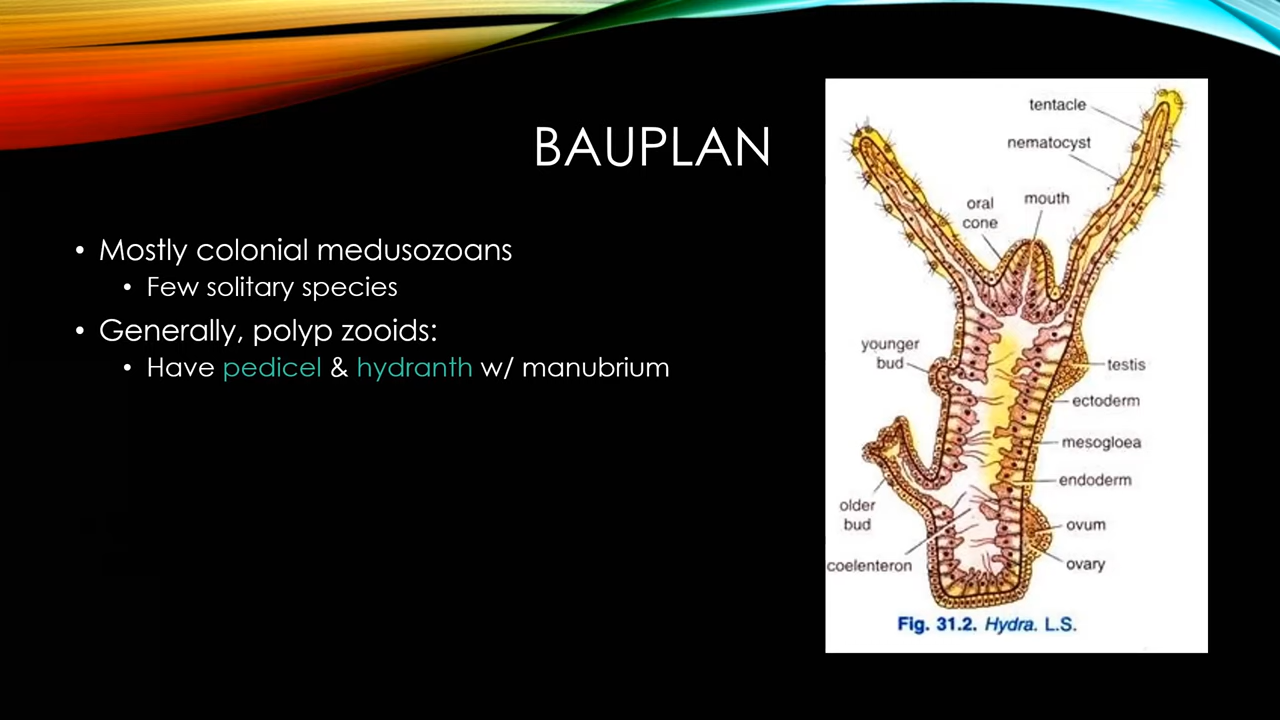 BAUPLAN
• Mostly colonial medusozoans
• Few solitary species
• Generally, polyp zooids:
• Have pedicel & hydranth w/ manubrium
tentacle
nematocyst
oral
cone
mouth
younger
bud
testis
ectoderm
mesogloea
endoderm
older
bud
ovum
coelenteron
ovary
Fig. 31.2. Hydra. L.S.